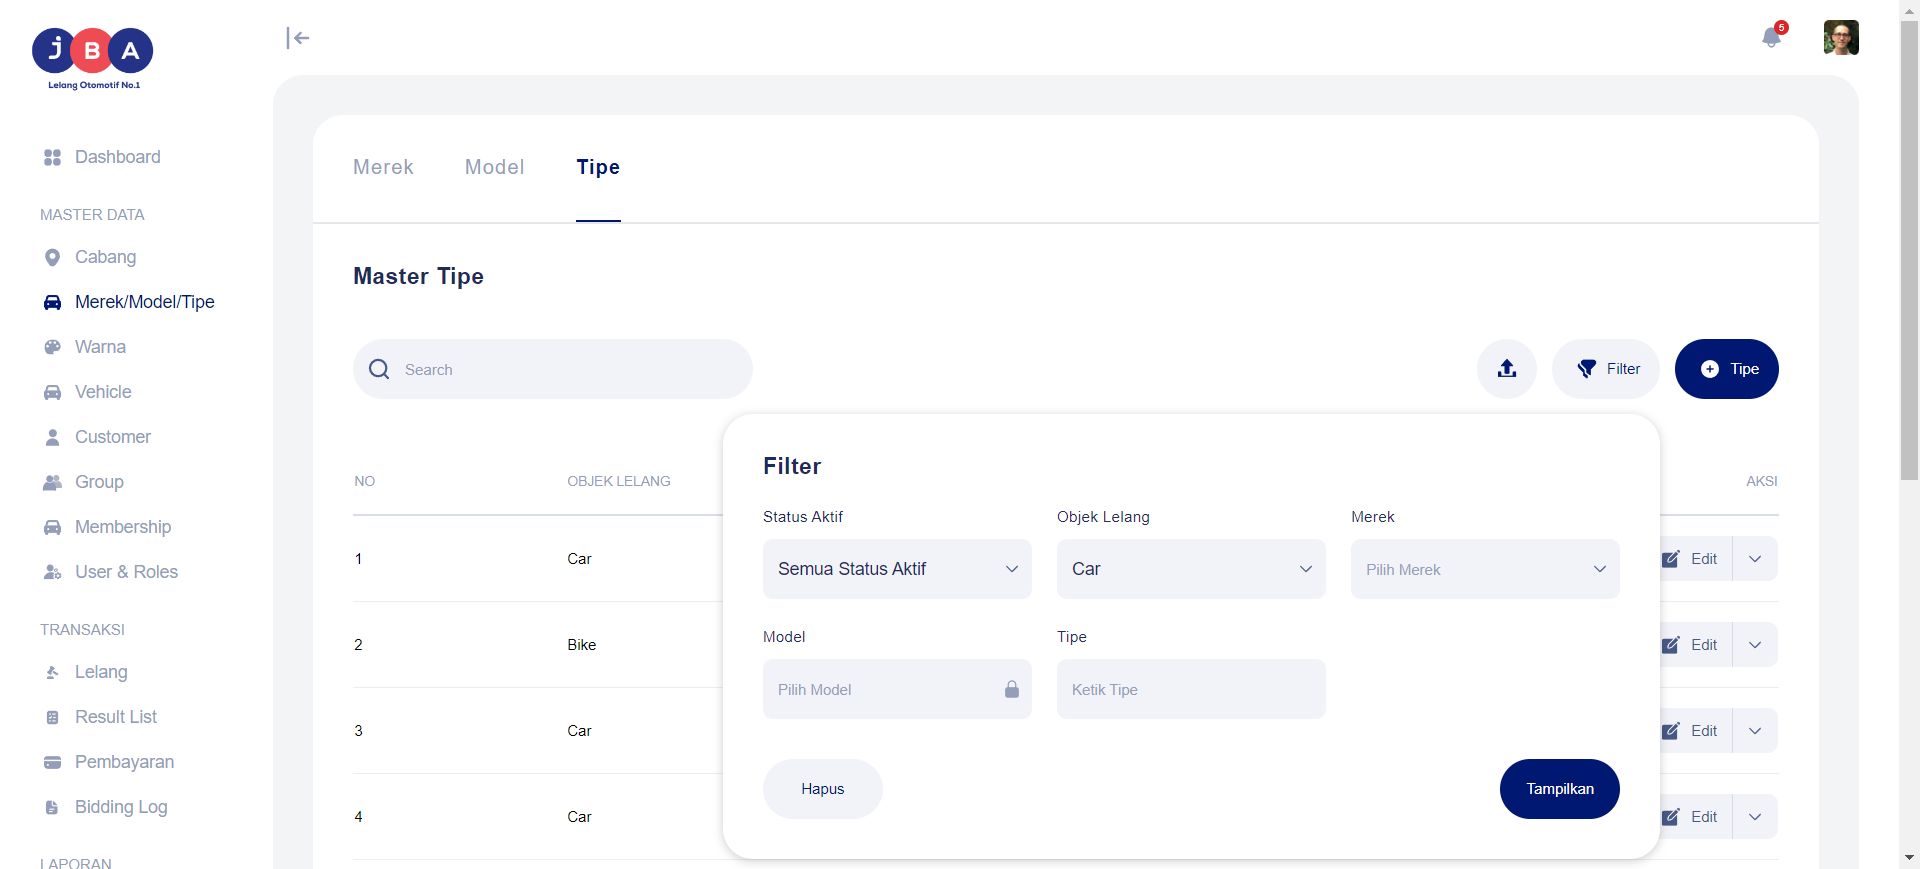 JBA
Lelang Otomotif No.1
5
Dashboard
MASTER DATA
Cabang
Merek/Model/Tipe
Warna
Vehicle
Customer
Group
Membership
User & Roles
TRANSAKSI
Lelang
Result List
Pembayaran
Bidding Log
LAPORAN
Merek Model Tipe
Master Tipe
Search
Filter
Tipe
NO OBJEK LELANG AKSI
1 Car Edit
2 Bike Edit
3 Car Edit
4 Car Edit
Filter
Status Aktif Objek Lelang Merek
Semua Status Aktif Car Pilih Merek
Model Tipe
Pilih Model Ketik Tipe
Hapus Tampilkan